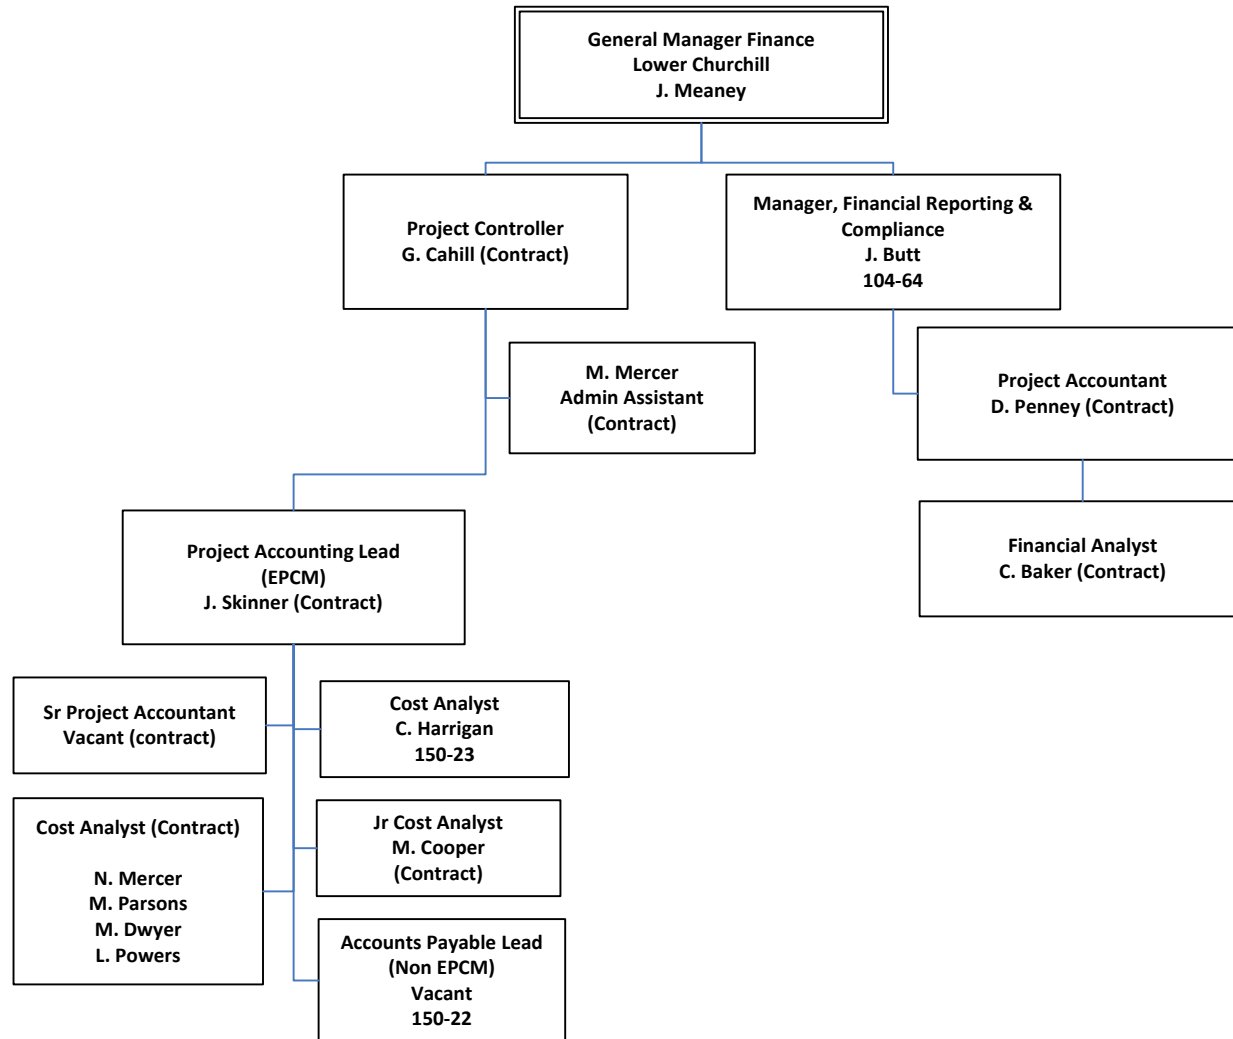 General Manager Finance
Lower Churchill
J. Meaney
Project Controller
G. Cahill (Contract)
Manager, Financial Reporting &
Compliance
J. Butt
104-64
M. Mercer
Admin Assistant
(Contract)
Project Accountant
D. Penney (Contract)
Financial Analyst
C. Baker (Contract)
Project Accounting Lead
(EPCM)
J. Skinner (Contract)
Sr Project Accountant
Vacant (contract)
Cost Analyst
C. Harrigan
150-23
Cost Analyst (Contract)
N. Mercer
M. Parsons
M. Dwyer
L. Powers
Jr Cost Analyst
M. Cooper
(Contract)
Accounts Payable Lead
(Non EPCM)
Vacant
150-22